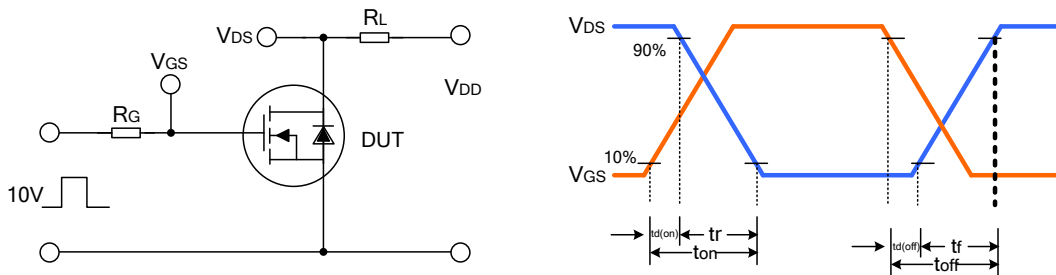 VDS
RL
VGS
VDD
RG
DUT
10V
VDS
90%
10%
VGS
td(on)
tr
ton
td(off)
tf
toff